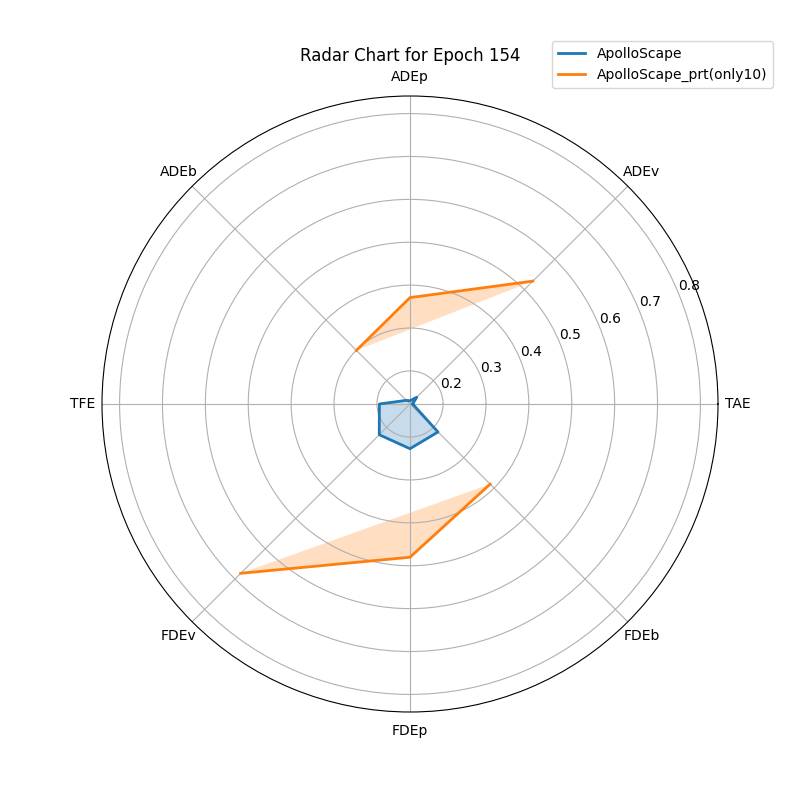 Radar Chart for Epoch 154
ApolloScape
ApolloScape_prt(only10)
ADEp
ADEb
ADEv
0.8
0.7
0.6
0.5
0.4
0.3
0.2
TFE
TAE
FDEv
FDEb
FDEp